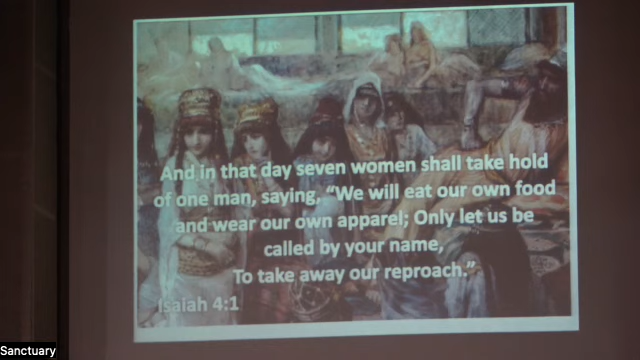 And in that day seven women shall take hold
of one man, saying, “We will eat our own food
and wear our own apparel; Only let us be
called by your name,
To take away our reproach.”
Isaiah 4:1
Sanctuary